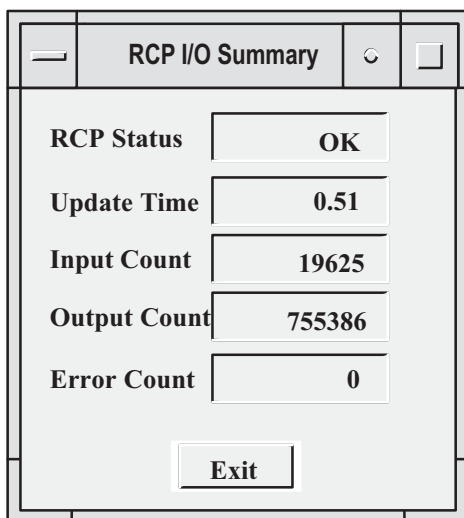 RCP I/O Summary
RCP Status OK
Update Time 0.51
Input Count 19625
Output Count 755386
Error Count 0
Exit